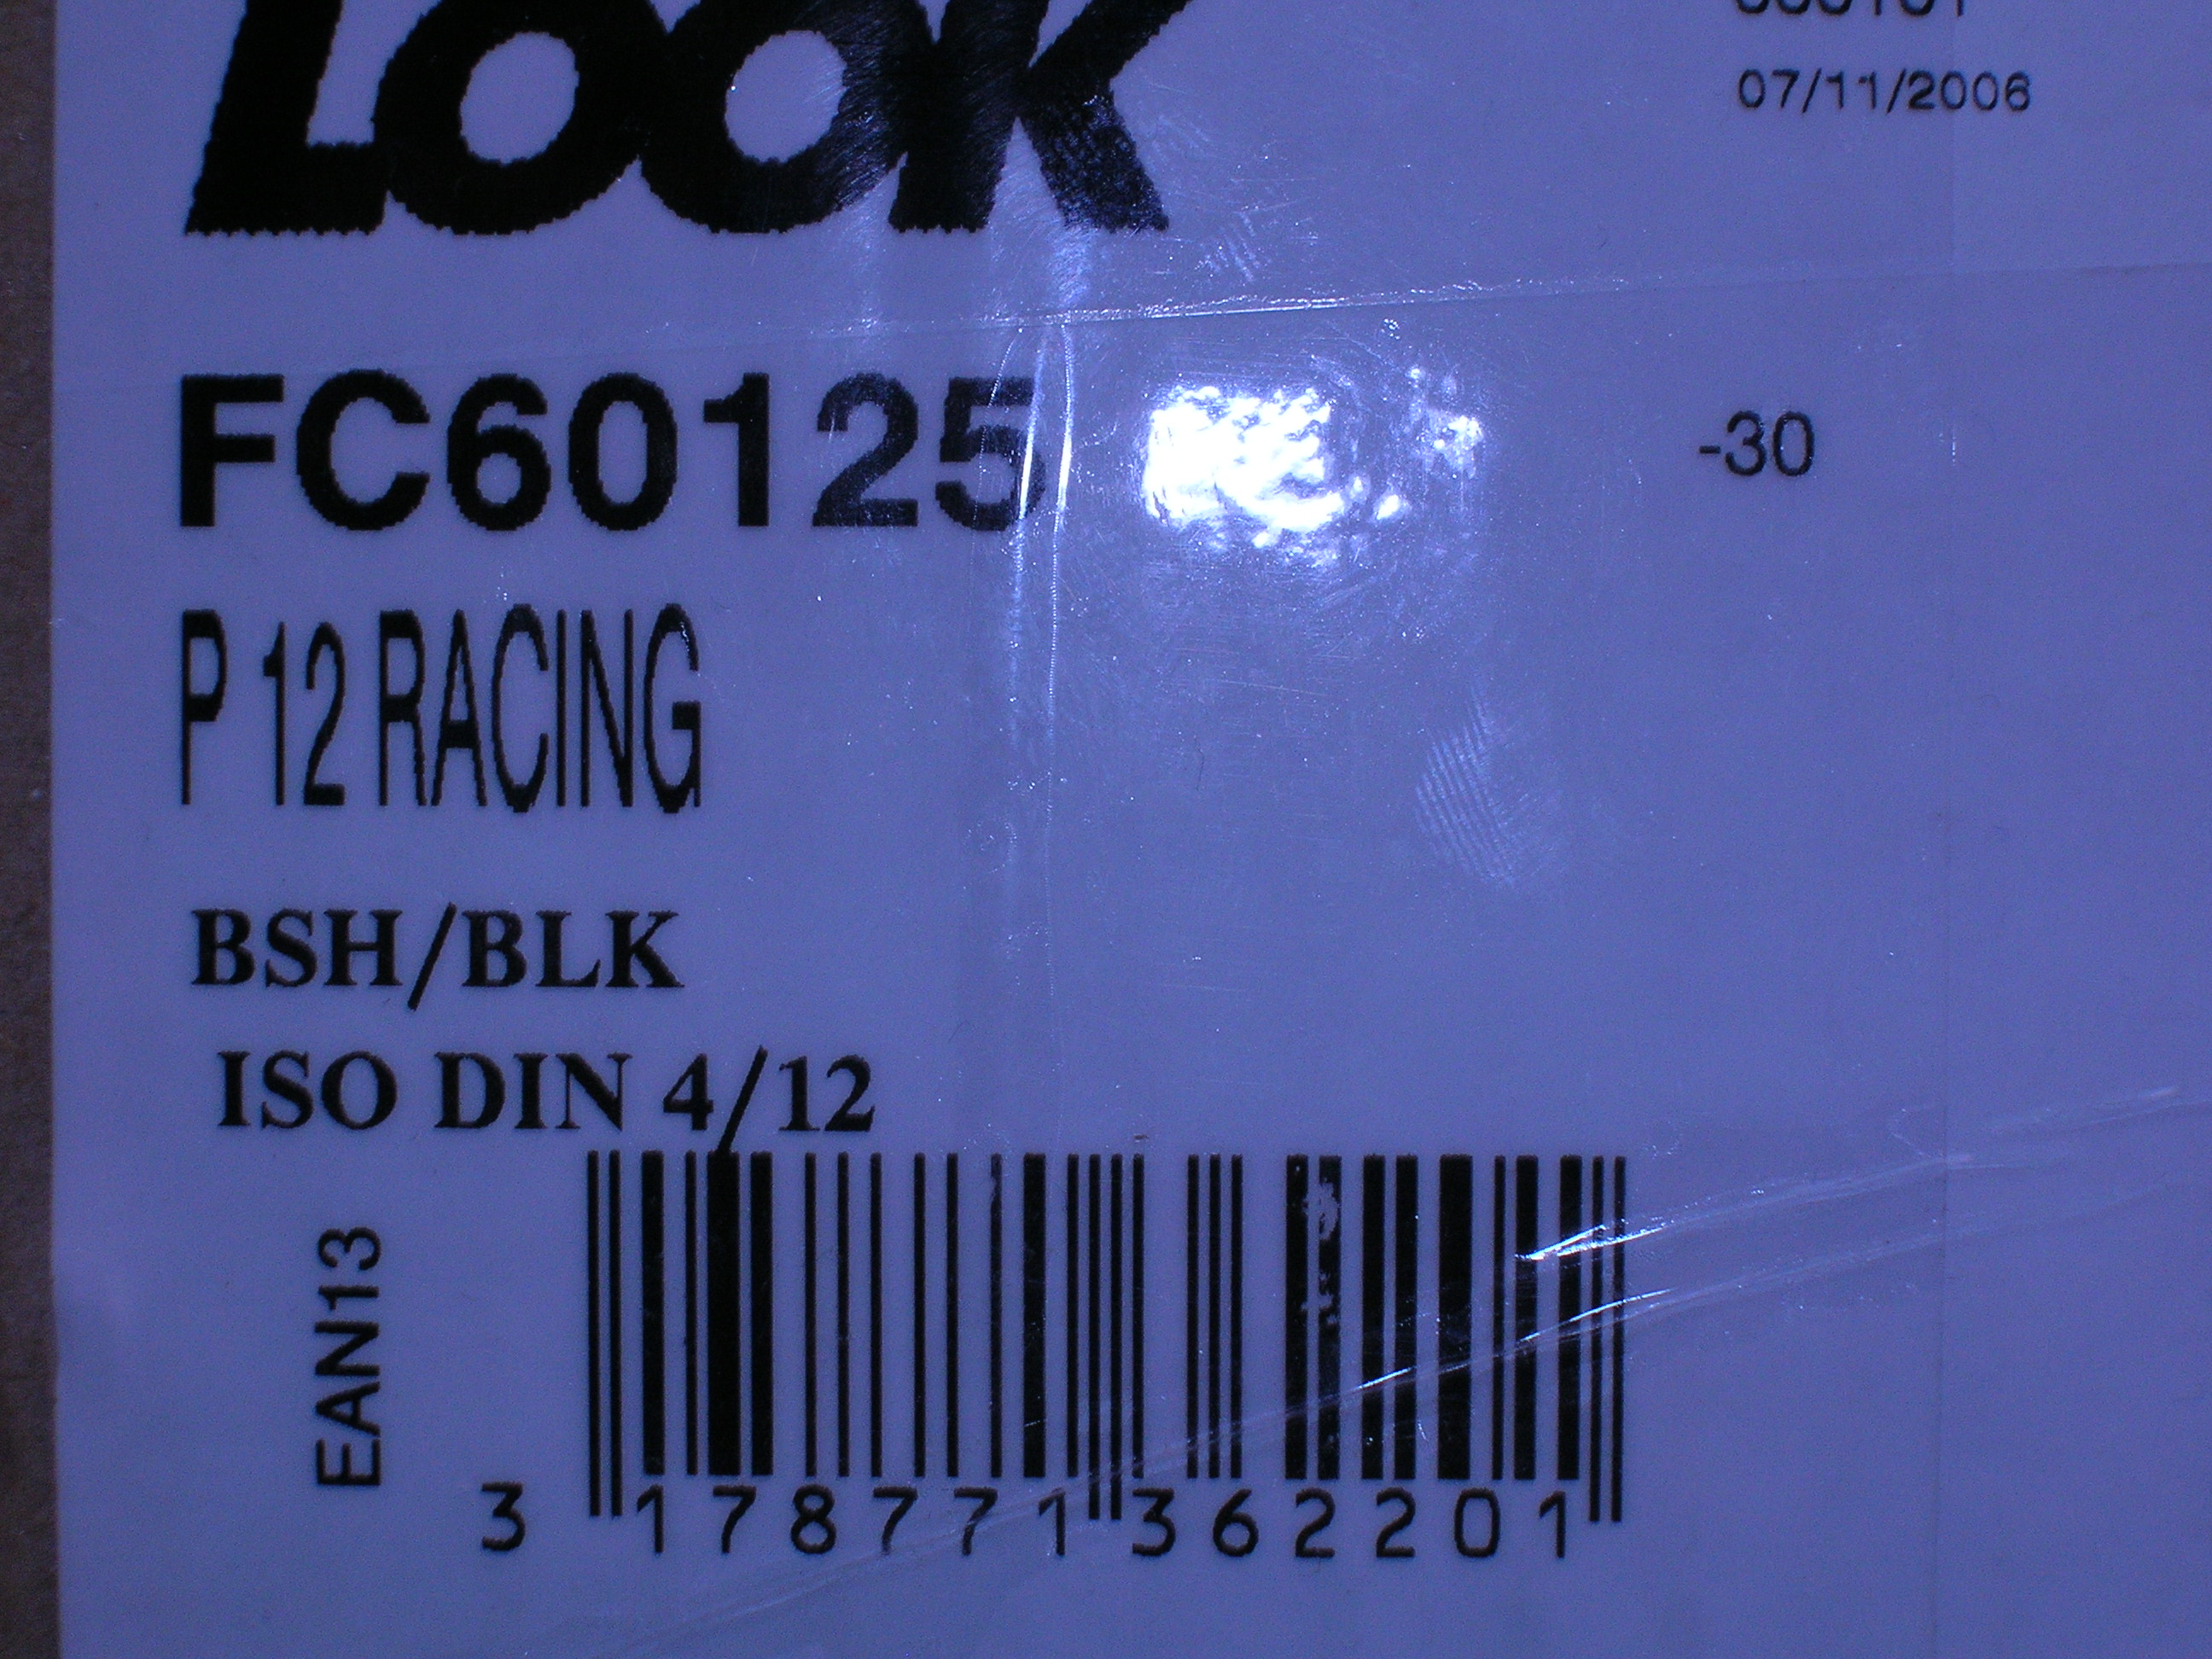 LOOK
07/11/2006
FC60125
-30
P 12 RACING
BSH/BLK
ISO DIN 4/12
EAN13
3 178771 362201